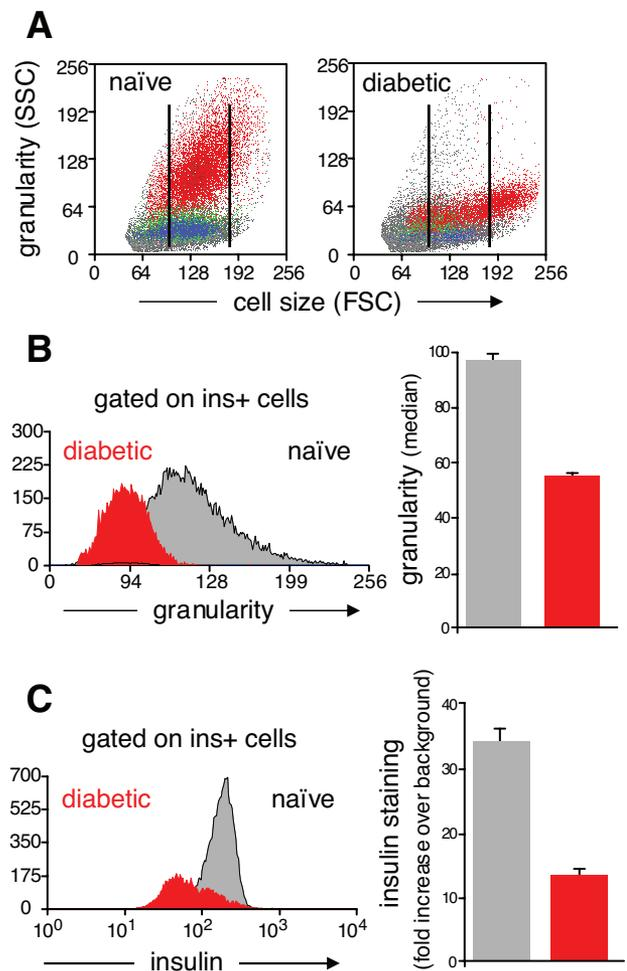 A
granularity (SSC)
256
192
128
64
0
naïve
0 64 128 192 256
256
192
128
64
0
diabetic
0 64 128 192 256
cell size (FSC)
B
gated on ins+ cells
300
225
150
75
0
diabetic
naïve
0 94 128 199 256
granularity
granularity (median)
100
80
60
40
20
0
C
gated on ins+ cells
700
525
350
175
0
diabetic
naïve
10⁰ 10¹ 10² 10³ 10⁴
insulin
insulin staining
(fold increase over background)
40
30
20
10
0